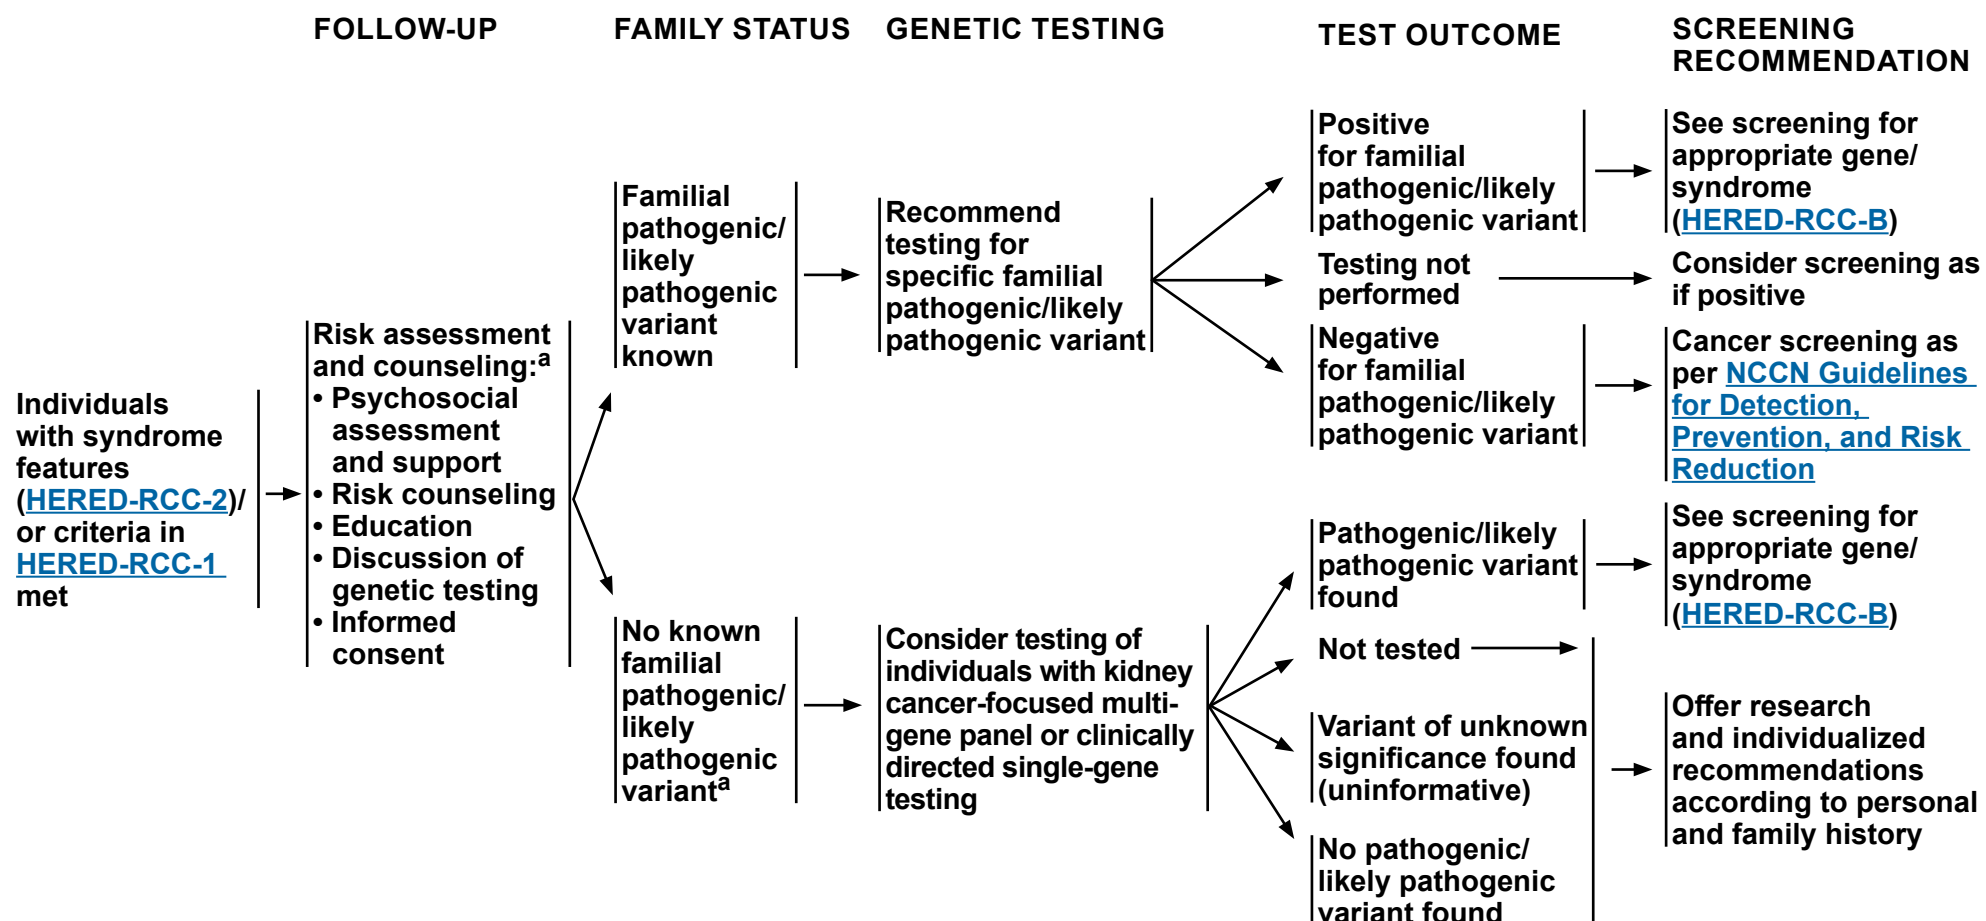 FOLLOW-UP
FAMILY STATUS
GENETIC TESTING
TEST OUTCOME
SCREENING
RECOMMENDATION
Individuals
with syndrome
features
(HERED-RCC-2)/
or criteria in
HERED-RCC-1
met
Risk assessment
and counseling:a
• Psychosocial
assessment
and support
• Risk counseling
• Education
• Discussion of
genetic testing
• Informed
consent
Familial
pathogenic/
likely
pathogenic
variant
known
Recommend
testing for
specific familial
pathogenic/likely
pathogenic variant
Positive
for familial
pathogenic/likely
pathogenic variant
See screening for
appropriate gene/
syndrome
(HERED-RCC-B)
Testing not
performed
Consider screening as
if positive
Negative
for familial
pathogenic/likely
pathogenic variant
Cancer screening as
per NCCN Guidelines
for Detection,
Prevention, and Risk
Reduction
No known
familial
pathogenic/
likely
pathogenic
varianta
Consider testing of
individuals with kidney
cancer-focused multi-
gene panel or clinically
directed single-gene
testing
Pathogenic/likely
pathogenic variant
found
See screening for
appropriate gene/
syndrome
(HERED-RCC-B)
Not tested
Variant of unknown
significance found
(uninformative)
No pathogenic/
likely pathogenic
variant found
Offer research
and individualized
recommendations
according to personal
and family history